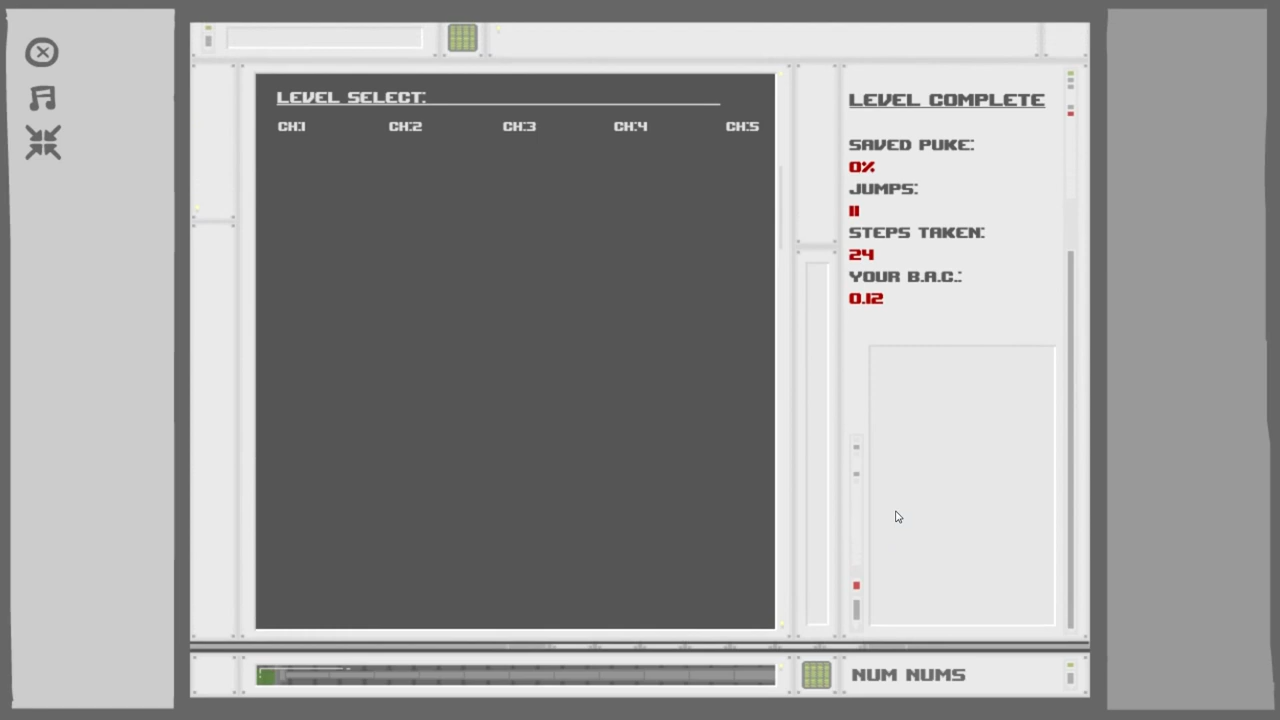 LEVEL SELECT:
CH:1 CH:2 CH:3 CH:4 CH:5
LEVEL COMPLETE
SAVED PUKE:
0%
JUMPS:
11
STEPS TAKEN:
24
YOUR B.A.C.:
0.12
NUM NUMS